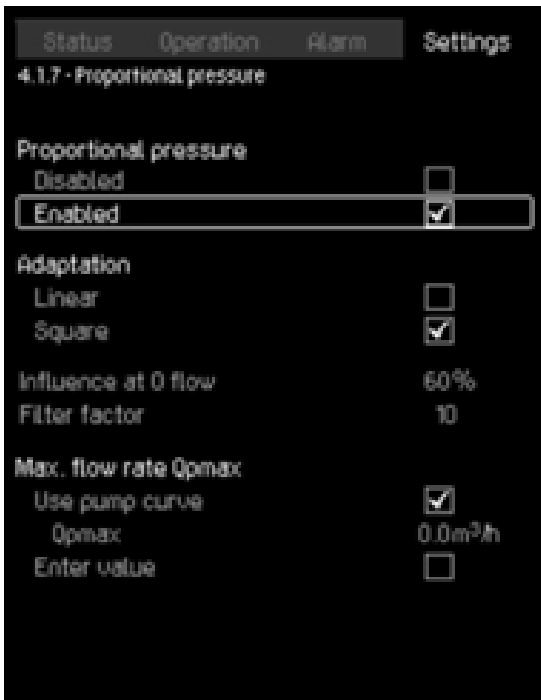 Status Operation Alarm Settings
4.1.7 - Proportional pressure
Proportional pressure
Disabled
Enabled
Adaptation
Linear
Square
Influence at 0 flow 60%
Filter factor 10
Max. flow rate Qpmax
Use pump curve
Qpmax 0.0m³/h
Enter value